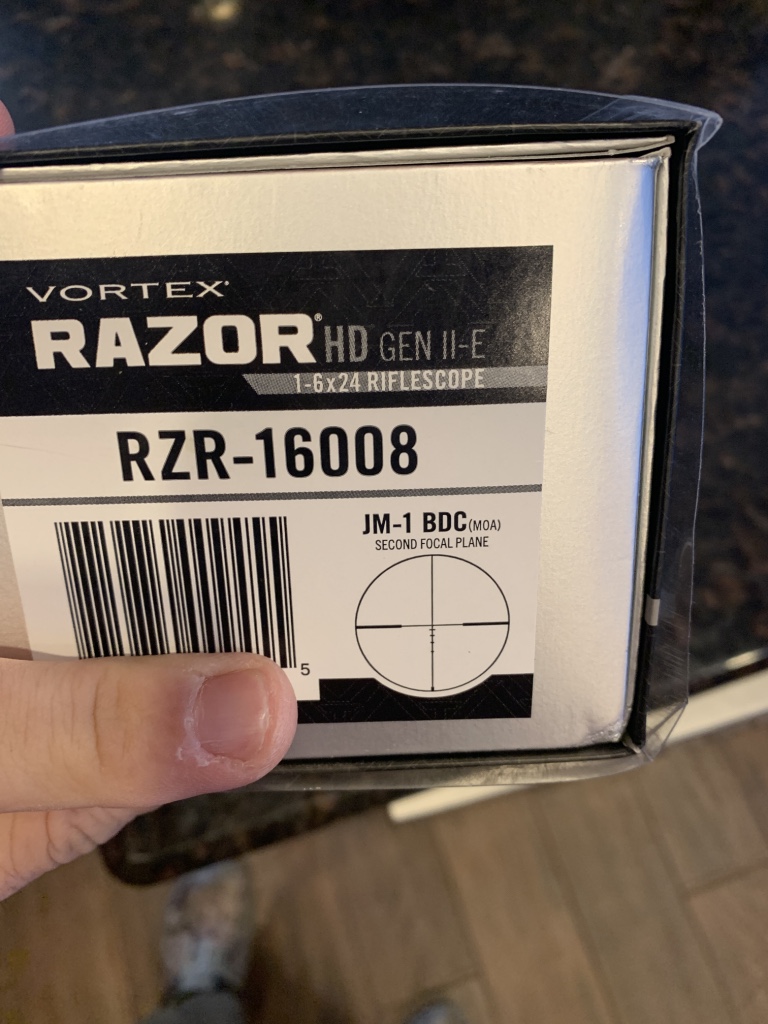 VORTEX®
RAZOR® HD GEN II-E
1-6x24 RIFLESCOPE
RZR-16008
JM-1 BDC (MOA)
SECOND FOCAL PLANE
5